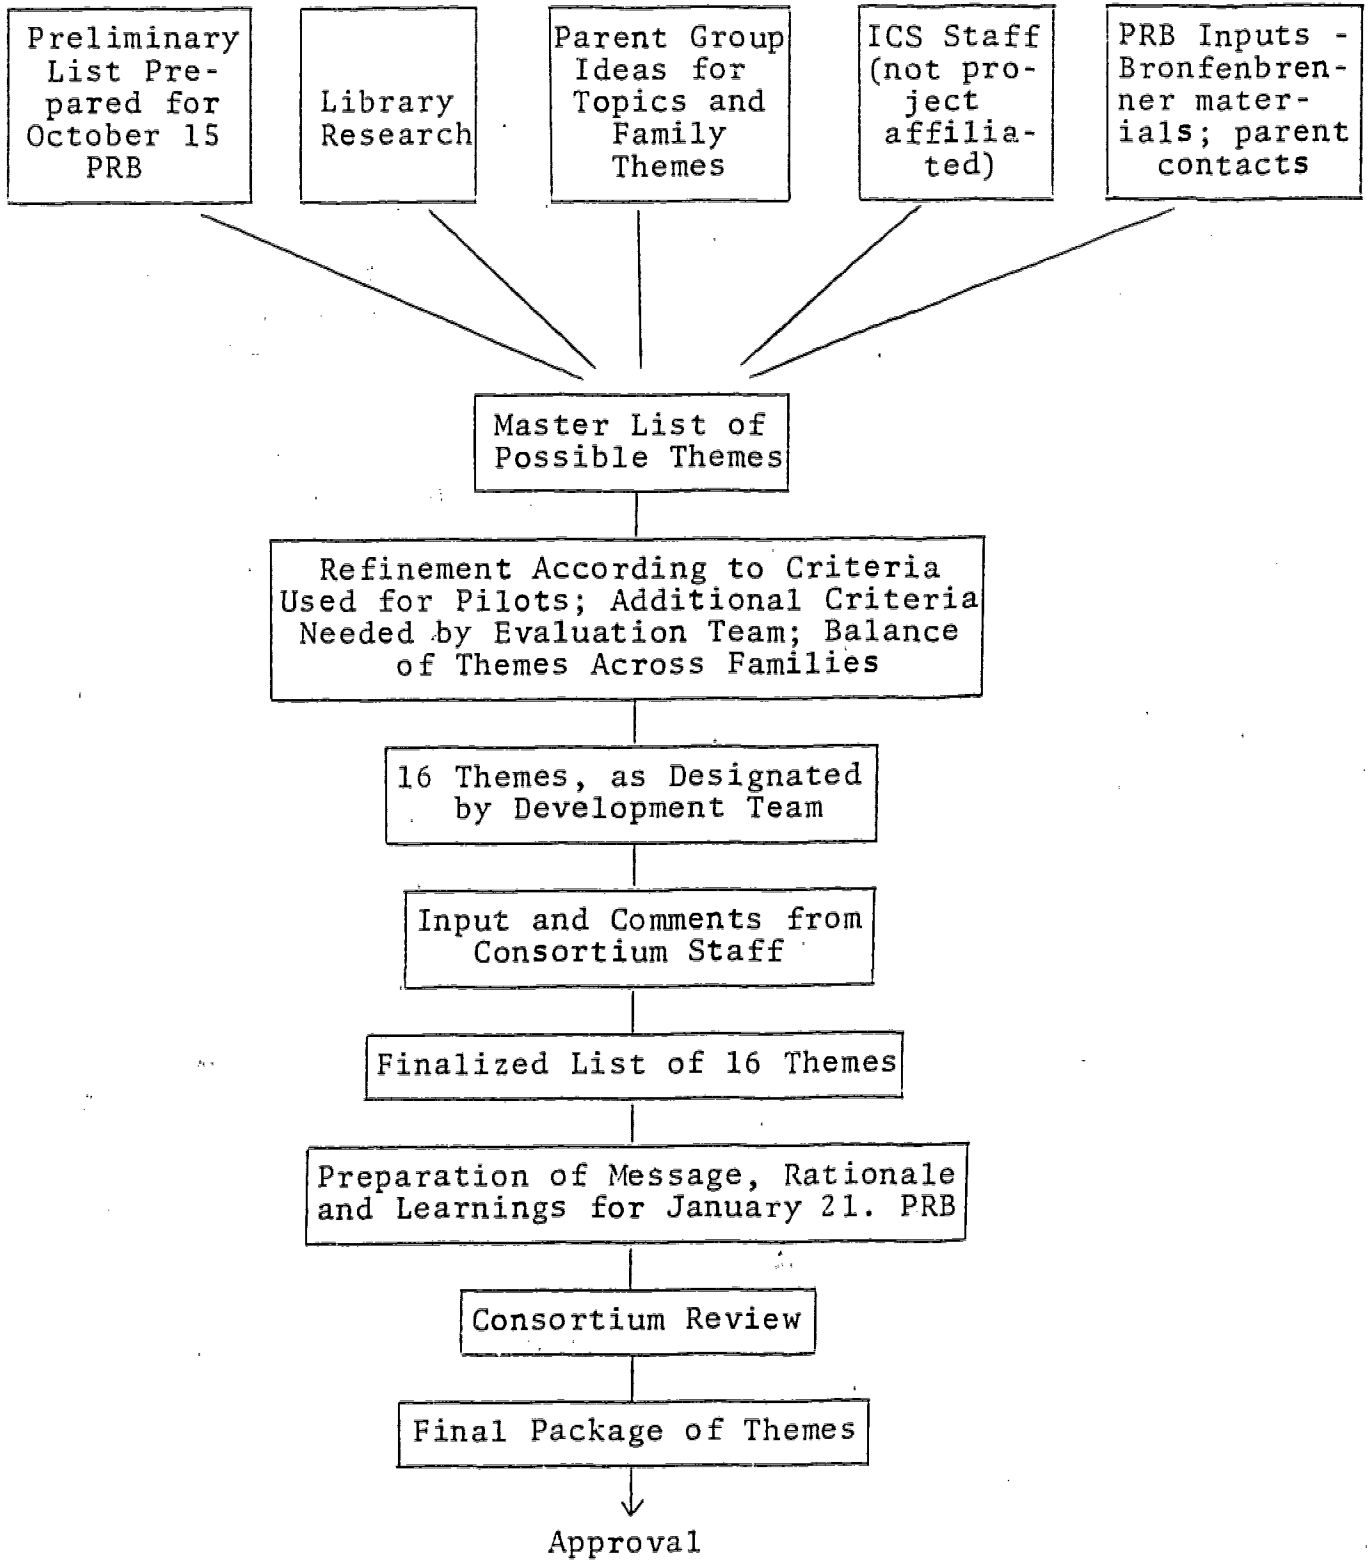 Preliminary
List Pre-
pared for
October 15
PRB
Library
Research
Parent Group
Ideas for
Topics and
Family
Themes
ICS Staff
(not pro-
ject
affilia-
ted)
PRB Inputs -
Bronfenbren-
ner mater-
ials; parent
contacts
Master List of
Possible Themes
Refinement According to Criteria
Used for Pilots; Additional Criteria
Needed by Evaluation Team; Balance
of Themes Across Families
16 Themes, as Designated
by Development Team
Input and Comments from
Consortium Staff
Finalized List of 16 Themes
Preparation of Message, Rationale
and Learnings for January 21. PRB
Consortium Review
Final Package of Themes
Approval